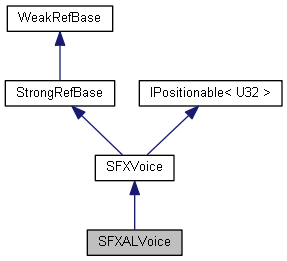 WeakRefBase
StrongRefBase
IPositionable< U32 >
SFXVoice
SFXALVoice